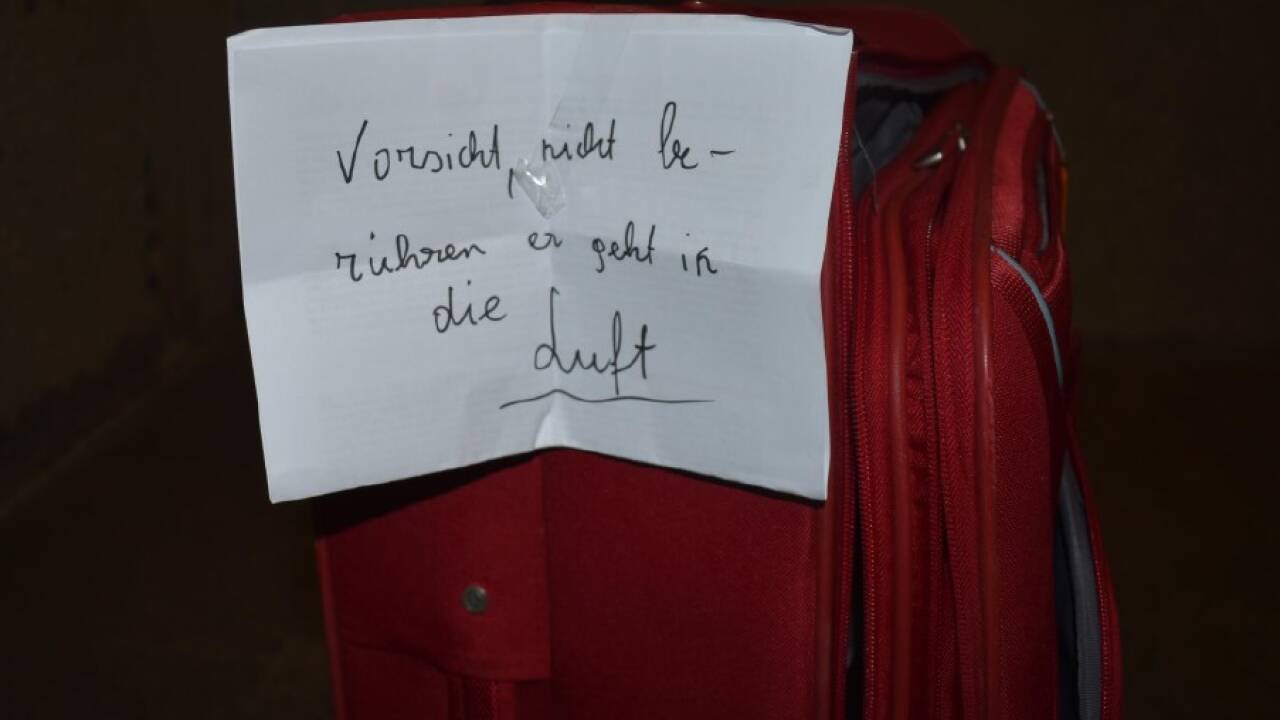 Vorsicht, nicht be-
rühren er geht in
die
Luft